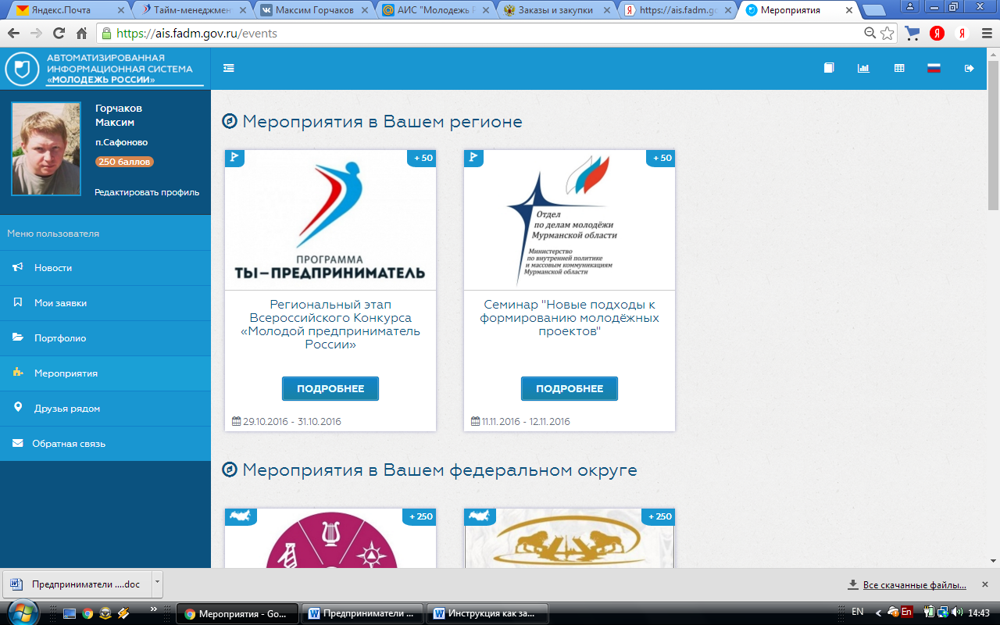 Яндекс.Почта
Тайм-менеджмен
Максим Горчаков
АИС "Молодежь Р
Заказы и закупки
https://ais.fadm.go
Мероприятия
https://ais.fadm.gov.ru/events
АВТОМАТИЗИРОВАННАЯ
ИНФОРМАЦИОННАЯ СИСТЕМА
«МОЛОДЕЖЬ РОССИИ»
Горчаков
Максим
п.Сафоново
250 баллов
Редактировать профиль
Меню пользователя
Новости
Мои заявки
Портфолио
Мероприятия
Друзья рядом
Обратная связь
Мероприятия в Вашем регионе
+ 50
ПРОГРАММА
ТЫ–ПРЕДПРИНИМАТЕЛЬ
Региональный этап
Всероссийского Конкурса
«Молодой предприниматель
России»
ПОДРОБНЕЕ
29.10.2016 - 31.10.2016
+ 50
Отдел
по делам молодёжи
Мурманской области
Министерство
по внутренней политике
и массовым коммуникациям
Мурманской области
Семинар "Новые подходы к
формированию молодёжных
проектов"
ПОДРОБНЕЕ
11.11.2016 - 12.11.2016
Мероприятия в Вашем федеральном округе
+ 250
+ 250
Предприниматели ....doc
Все скачанные файлы...
Мероприятия - Go...
Предприниматели ...
Инструкция как за...
EN
En
14:43